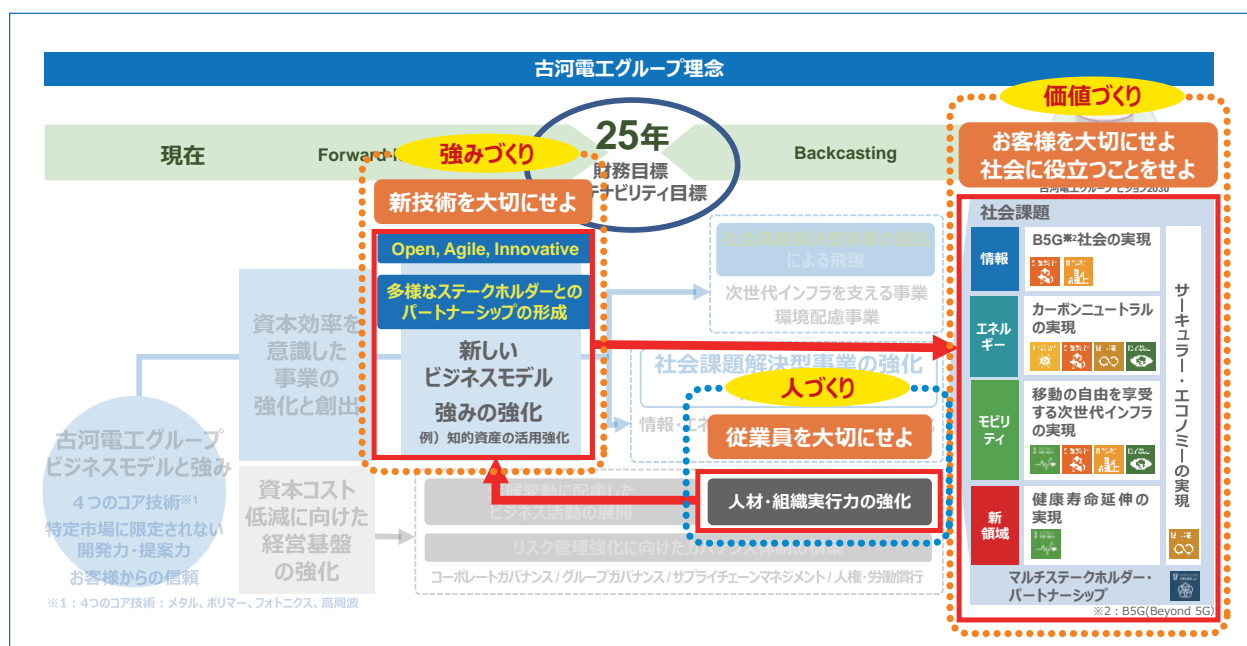 古河電工グループ理念
現在
25年
財務目標
Backcasting
強みづくり
新技術を大切にせよ
Open, Agile, Innovative
多様なステークホルダーとの
パートナーシップの形成
新しい
ビジネスモデル
強みの強化
例）知的資産の活用強化
資本効率を
意識した
事業の
強化と創出
資本コスト
低減に向けた
経営基盤
の強化
古河電工グループ
ビジネスモデルと強み
４つのコア技術※1
特定市場に限定されない
開発力・提案力
お客様からの信頼
※１：４つのコア技術：メタル、ポリマー、フォトニクス、高周波
による飛躍
次世代インフラを支える事業
環境配慮事業
社会課題解決型事業の強化
人づくり
従業員を大切にせよ
人材・組織実行力の強化
ビジネス活動の展開
リスク管理強化に向けたガバナンス体制の構築
コーポレートガバナンス/グループガバナンス/サプライチェーンマネジメント/人権・労働慣行
価値づくり
お客様を大切にせよ
社会に役立つことをせよ
古河電工グループ ビジョン2030
社会課題
情報
B5G※2社会の実現
エネル
ギー
カーボンニュートラル
の実現
モビリ
ティ
移動の自由を享受
する次世代インフラ
の実現
新
領域
健康寿命延伸の
実現
サーキュラー・エコノミーの実現
マルチステークホルダー・
パートナーシップ
※２：B5G(Beyond 5G)